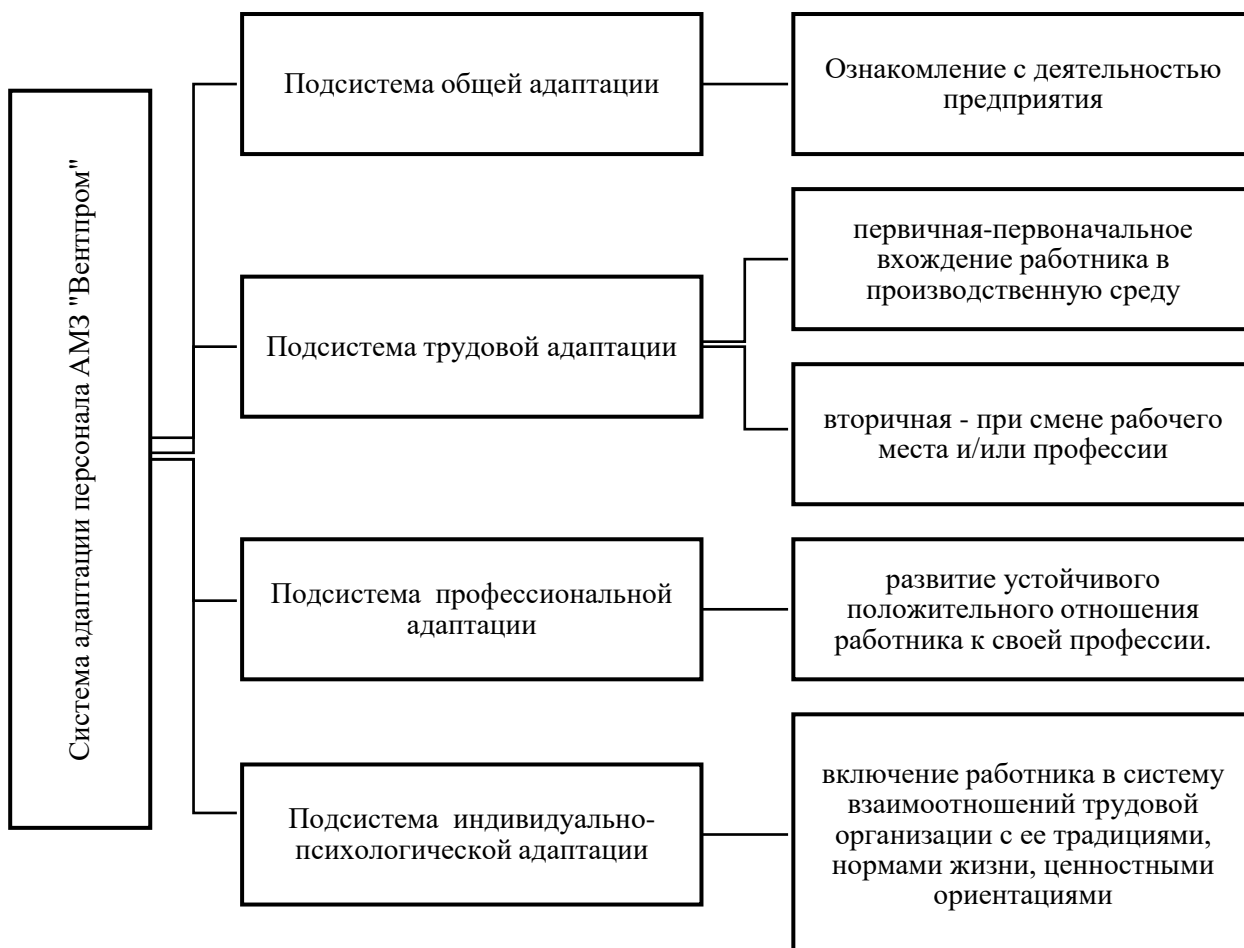 Система адаптации персонала АМЗ "Вентпром"
Подсистема общей адаптации
Ознакомление с деятельностью
предприятия
Подсистема трудовой адаптации
первичная-первоначальное
вхождение работника в
производственную среду
вторичная - при смене рабочего
места и/или профессии
Подсистема профессиональной
адаптации
развитие устойчивого
положительного отношения
работника к своей профессии.
Подсистема индивидуально-
психологической адаптации
включение работника в систему
взаимоотношений трудовой
организации с ее традициями,
нормами жизни, ценностными
ориентациями